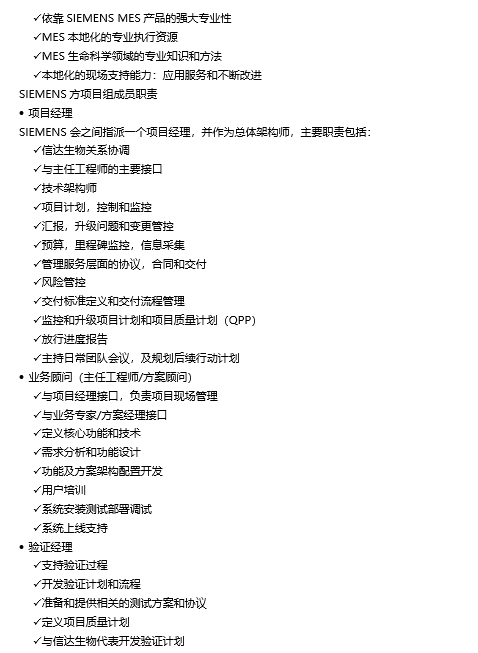 ✓依靠 SIEMENS MES 产品的强大专业性
✓MES 本地化的专业执行资源
✓MES 生命科学领域的专业知识和方法
✓本地化的现场支持能力：应用服务和不断改进
SIEMENS 方项目组成员职责
• 项目经理
SIEMENS 会之间指派一个项目经理，并作为总体架构师，主要职责包括：
✓信达生物关系协调
✓与主任工程师的主要接口
✓技术架构师
✓项目计划，控制和监控
✓汇报，升级问题和变更管控
✓预算，里程碑监控，信息采集
✓管理服务层面的协议，合同和交付
✓风险管控
✓交付标准定义和交付流程管理
✓监控和升级项目计划和项目质量计划（QPP）
✓放行进度报告
✓主持日常团队会议，及规划后续行动计划
• 业务顾问（主任工程师/方案顾问）
✓与项目经理接口，负责项目现场管理
✓与业务专家/方案经理接口
✓定义核心功能和技术
✓需求分析和功能设计
✓功能及方案架构配置开发
✓用户培训
✓系统安装测试部署调试
✓系统上线支持
• 验证经理
✓支持验证过程
✓开发验证计划和流程
✓准备和提供相关的测试方案和协议
✓定义项目质量计划
✓与信达生物代表开发验证计划